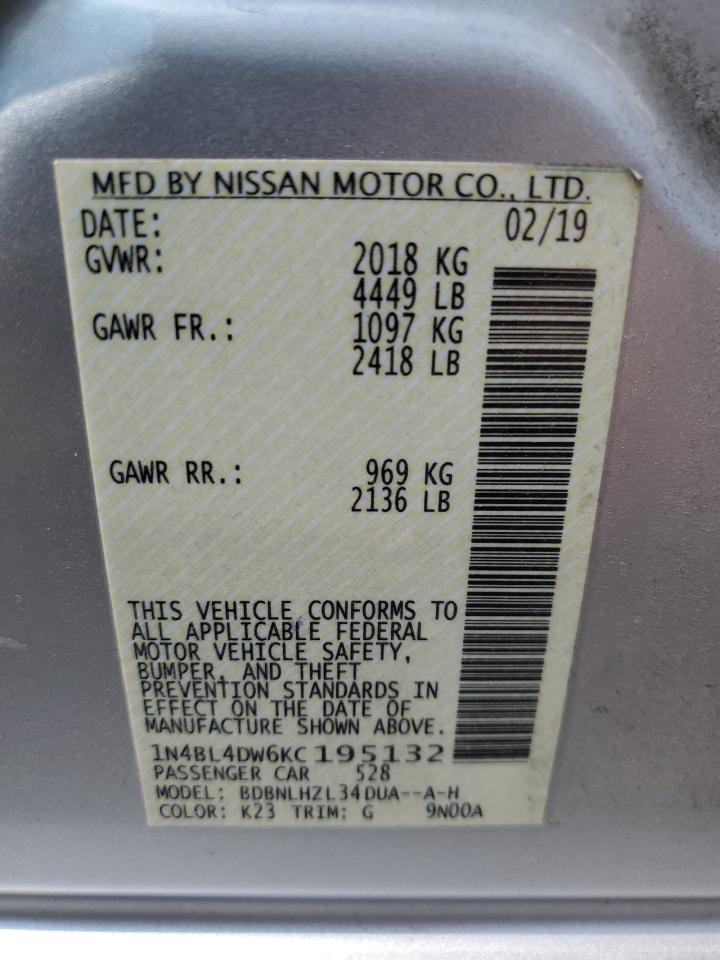 MFD BY NISSAN MOTOR CO., LTD.
DATE: 02/19
GVWR: 2018 KG
4449 LB
GAWR FR.: 1097 KG
2418 LB
GAWR RR.: 969 KG
2136 LB
THIS VEHICLE CONFORMS TO
ALL APPLICABLE FEDERAL
MOTOR VEHICLE SAFETY,
BUMPER, AND THEFT
PREVENTION STANDARDS IN
EFFECT ON THE DATE OF
MANUFACTURE SHOWN ABOVE.
1N4BL4DW6KC195132
PASSENGER CAR 528
MODEL: BDBNLHZL34DUA--A-H
COLOR: K23 TRIM: G 9N00A